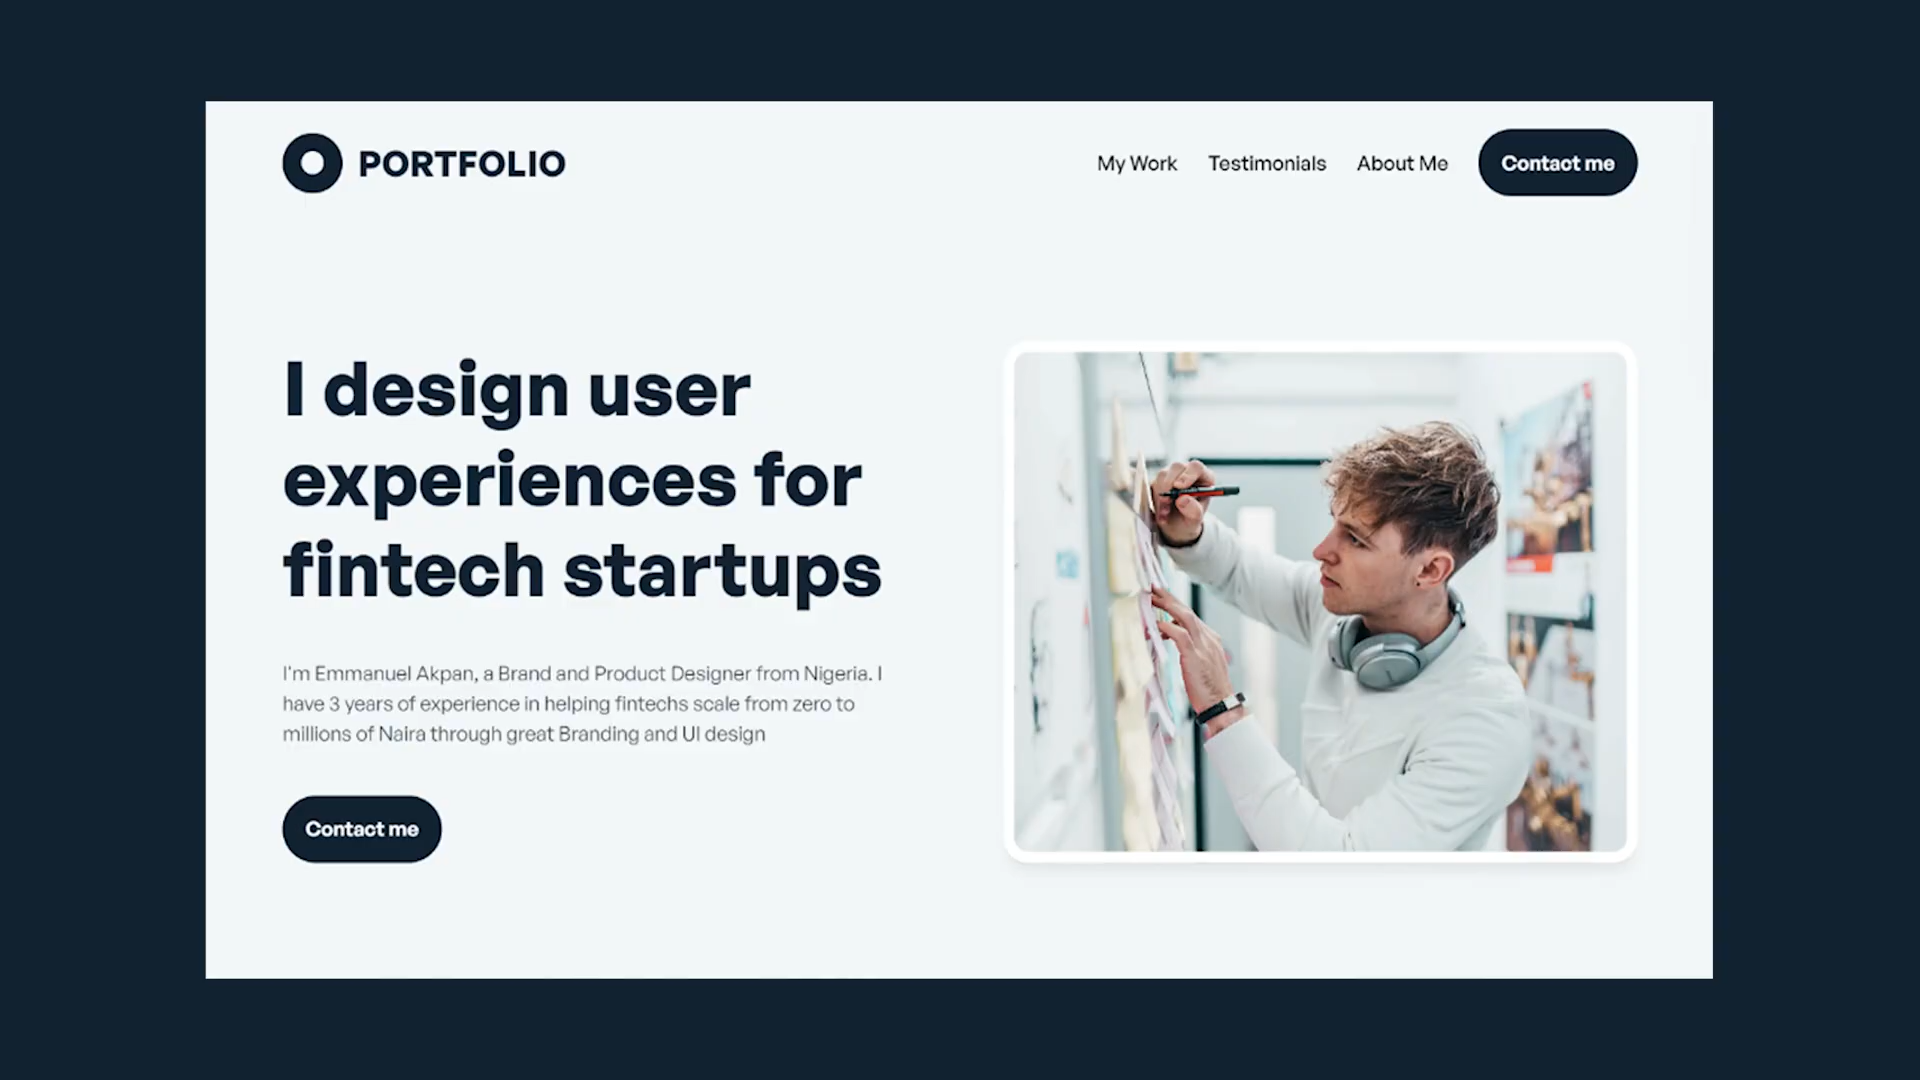 PORTFOLIO
My Work
Testimonials
About Me
Contact me
I design user
experiences for
fintech startups
I'm Emmanuel Akpan, a Brand and Product Designer from Nigeria. I
have 3 years of experience in helping fintechs scale from zero to
millions of Naira through great Branding and UI design
Contact me